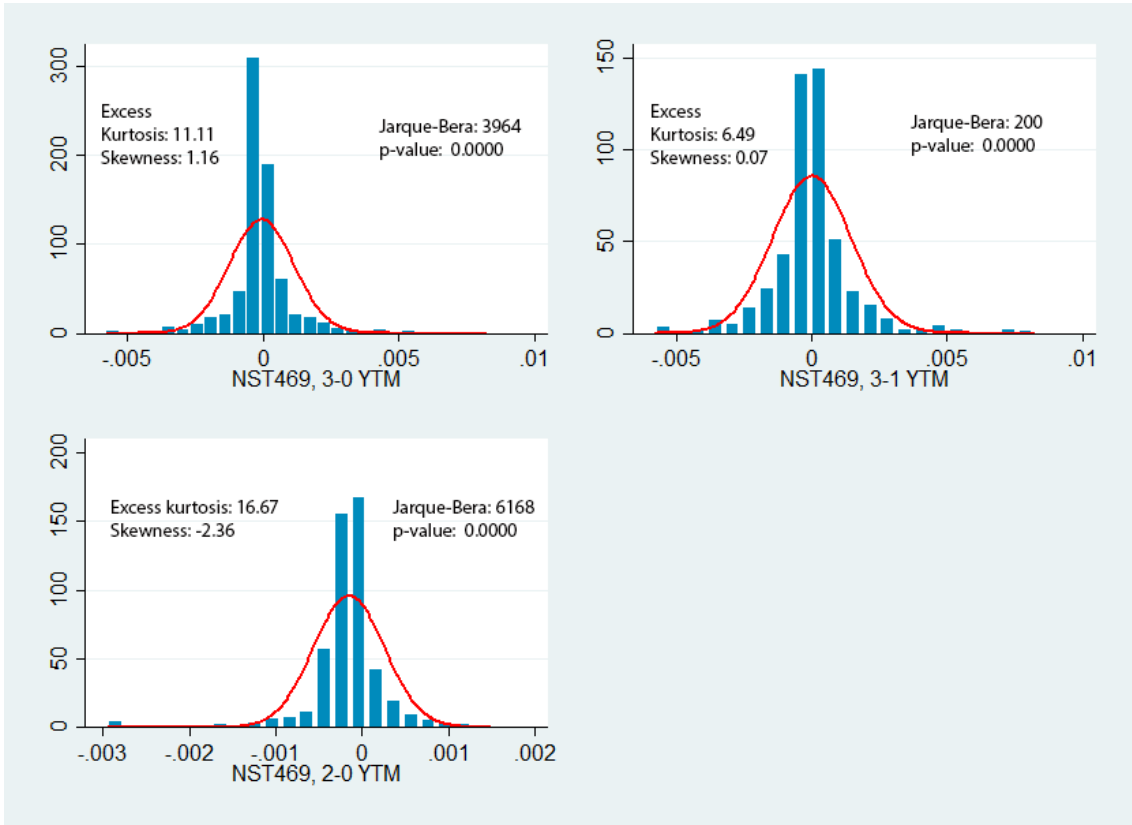 300
200
100
0
Excess
Kurtosis: 11.11
Skewness: 1.16
Jarque-Bera: 3964
p-value: 0.0000
-.005 0 .005 .01
NST469, 3-0 YTM
150
100
50
0
Excess
Kurtosis: 6.49
Skewness: 0.07
Jarque-Bera: 200
p-value: 0.0000
-.005 0 .005 .01
NST469, 3-1 YTM
200
150
100
50
0
Excess kurtosis: 16.67
Skewness: -2.36
Jarque-Bera: 6168
p-value: 0.0000
-.003 -.001 -.001 0 .001 .002
NST469, 2-0 YTM